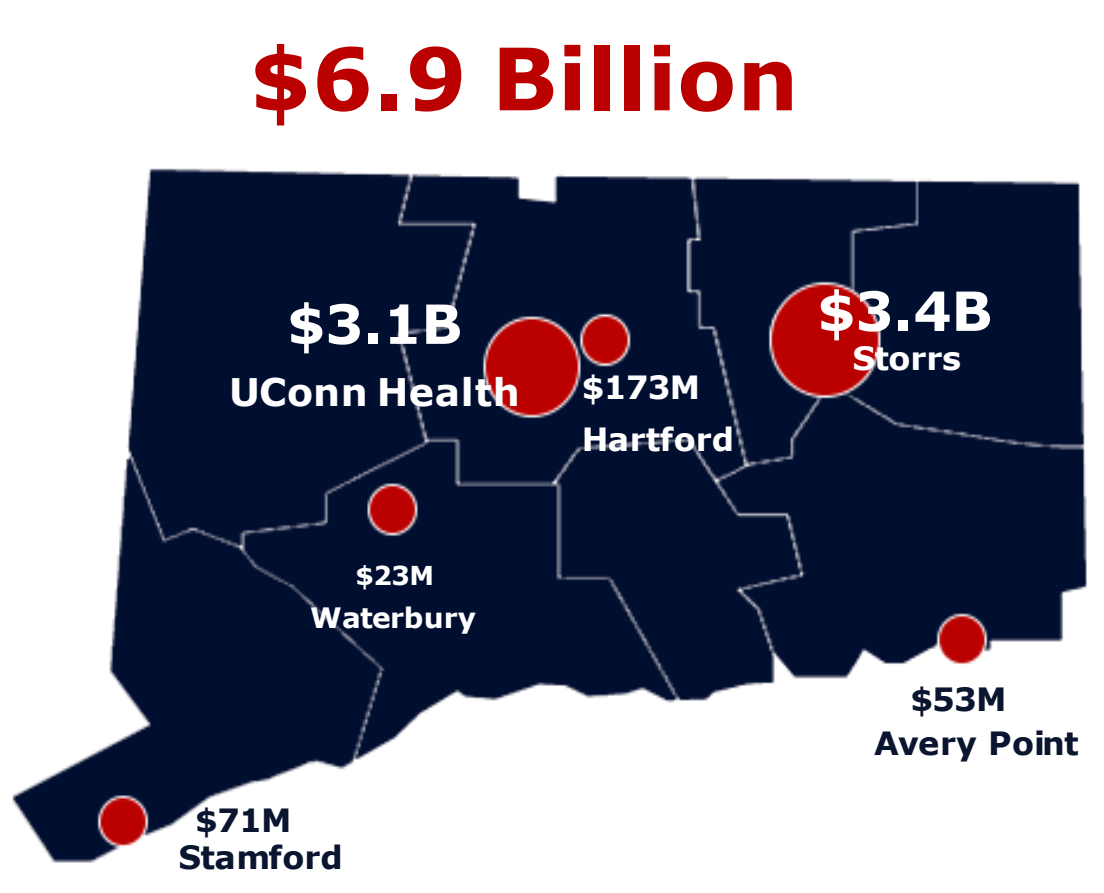 $6.9 Billion
$3.1B
UConn Health
$173M
Hartford
$3.4B
Storrs
$23M
Waterbury
$53M
Avery Point
$71M
Stamford